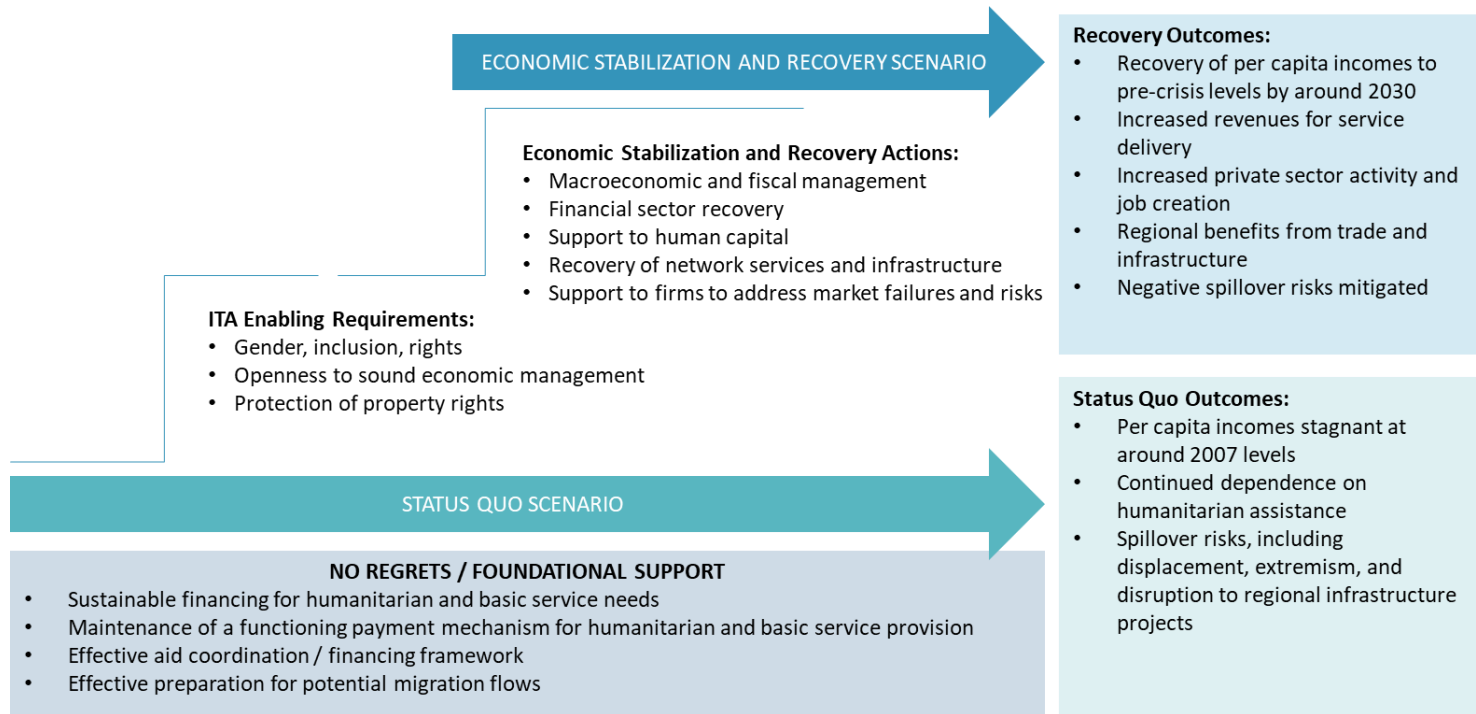 ECONOMIC STABILIZATION AND RECOVERY SCENARIO
Economic Stabilization and Recovery Actions:
• Macroeconomic and fiscal management
• Financial sector recovery
• Support to human capital
• Recovery of network services and infrastructure
• Support to firms to address market failures and risks
ITA Enabling Requirements:
• Gender, inclusion, rights
• Openness to sound economic management
• Protection of property rights
STATUS QUO SCENARIO
NO REGRETS / FOUNDATIONAL SUPPORT
• Sustainable financing for humanitarian and basic service needs
• Maintenance of a functioning payment mechanism for humanitarian and basic service provision
• Effective aid coordination / financing framework
• Effective preparation for potential migration flows
Recovery Outcomes:
• Recovery of per capita incomes to
pre-crisis levels by around 2030
• Increased revenues for service
delivery
• Increased private sector activity and
job creation
• Regional benefits from trade and
infrastructure
• Negative spillover risks mitigated
Status Quo Outcomes:
• Per capita incomes stagnant at
around 2007 levels
• Continued dependence on
humanitarian assistance
• Spillover risks, including
displacement, extremism, and
disruption to regional infrastructure
projects